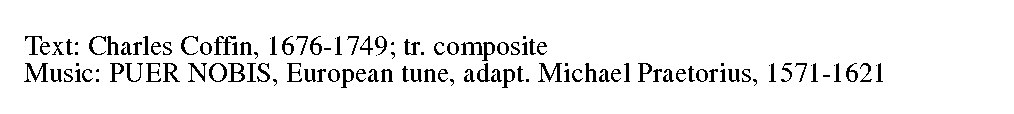 Text: Charles Coffin, 1676-1749; tr. composite
Music: PUER NOBIS, European tune, adapt. Michael Praetorius, 1571-1621